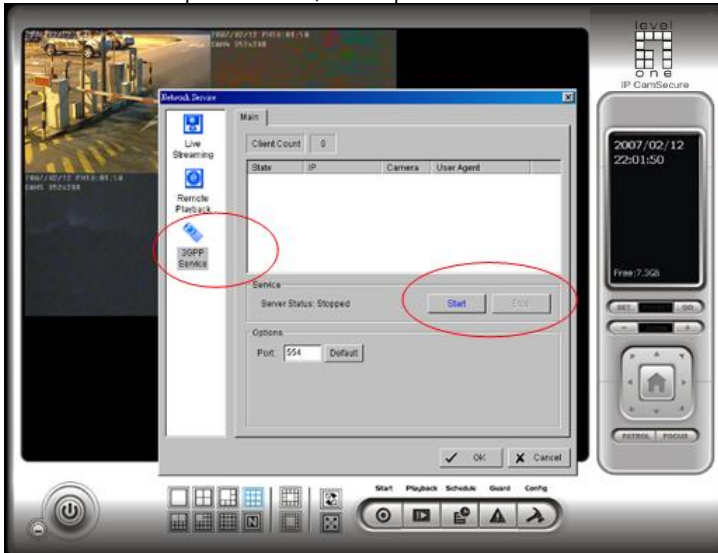 level
one
IP CamSecure
Network Service
Main
Live
Streaming
Client Count 0
State IP Camera User Agent
2007/02/12
22:01:50
Remote
Playback
3GPP
Service
Free:7.3GB
Service
Server Status: Stopped Start Stop
SET GO
Options
Port: 554 Default
OK Cancel
PATROL FOCUS
Start Playback Schedule Guard Config
N